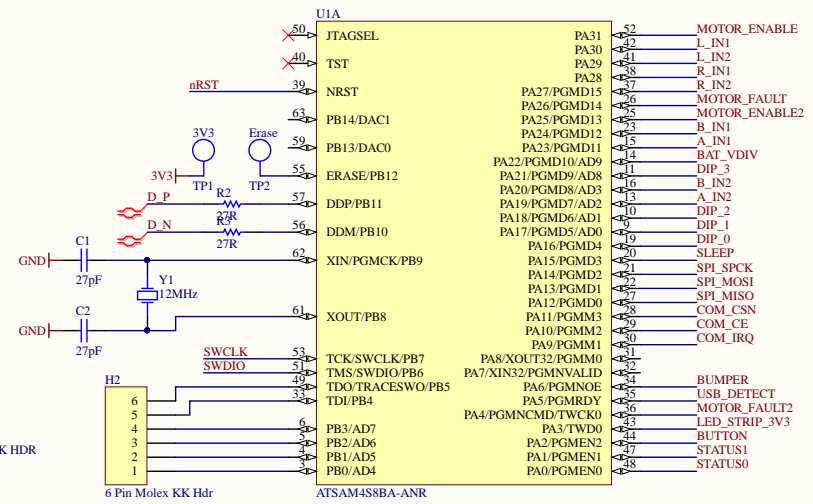 U1A
50 JTAGSEL
40 TST
nRST 39 NRST
63 PB14/DAC1
59 PB13/DAC0
3V3 Erase
3V3 55 ERASE/PB12
TP1 TP2
D_P R2 57 DDP/PB11
27R
D_N R3 56 DDM/PB10
27R
C1 62 XIN/PGMCK/PB9
GND
27pF
Y1
12MHz
C2 61 XOUT/PB8
GND
27pF
SWCLK 53 TCK/SWCLK/PB7
SWDIO 51 TMS/SWDIO/PB6
49 TDO/TRACESWO/PB5
33 TDI/PB4
6 PB3/AD7
5 PB2/AD6
4 PB1/AD5
3 PB0/AD4
H2
6
5
4
3
2
1
6 Pin Molex KK Hdr
K HDR
PA31 52 MOTOR_ENABLE
PA30 42 L_IN1
PA29 41 L_IN2
PA28 38 R_IN1
PA27/PGMD15 37 R_IN2
PA26/PGMD14 26 MOTOR_FAULT
PA25/PGMD13 25 MOTOR_ENABLE2
PA24/PGMD12 23 B_IN1
PA23/PGMD11 15 A_IN1
PA22/PGMD10/AD9 14 BAT_VDIV
PA21/PGMD9/AD8 11 DIP_3
PA20/PGMD8/AD3 16 B_IN2
PA19/PGMD7/AD2 13 A_IN2
PA18/PGMD6/AD1 10 DIP_2
PA17/PGMD5/AD0 9 DIP_1
PA16/PGMD4 19 DIP_0
PA15/PGMD3 20 SLEEP
PA14/PGMD2 21 SPI_SPCK
PA13/PGMD1 22 SPI_MOSI
PA12/PGMD0 27 SPI_MISO
PA11/PGMM3 28 COM_CSN
PA10/PGMM2 29 COM_CE
PA9/PGMM1 30 COM_IRQ
PA8/XOUT32/PGMM0 31
PA7/XIN32/PGMNVALID 32
PA6/PGMNOE 34 BUMPER
PA5/PGMRDY 35 USB_DETECT
PA4/PGMNCMD/TWCK0 36 MOTOR_FAULT2
PA3/TWD0 43 LED_STRIP_3V3
PA2/PGMEN2 44 BUTTON
PA1/PGMEN1 47 STATUS1
PA0/PGMEN0 48 STATUS0
ATSAM4S8BA-ANR